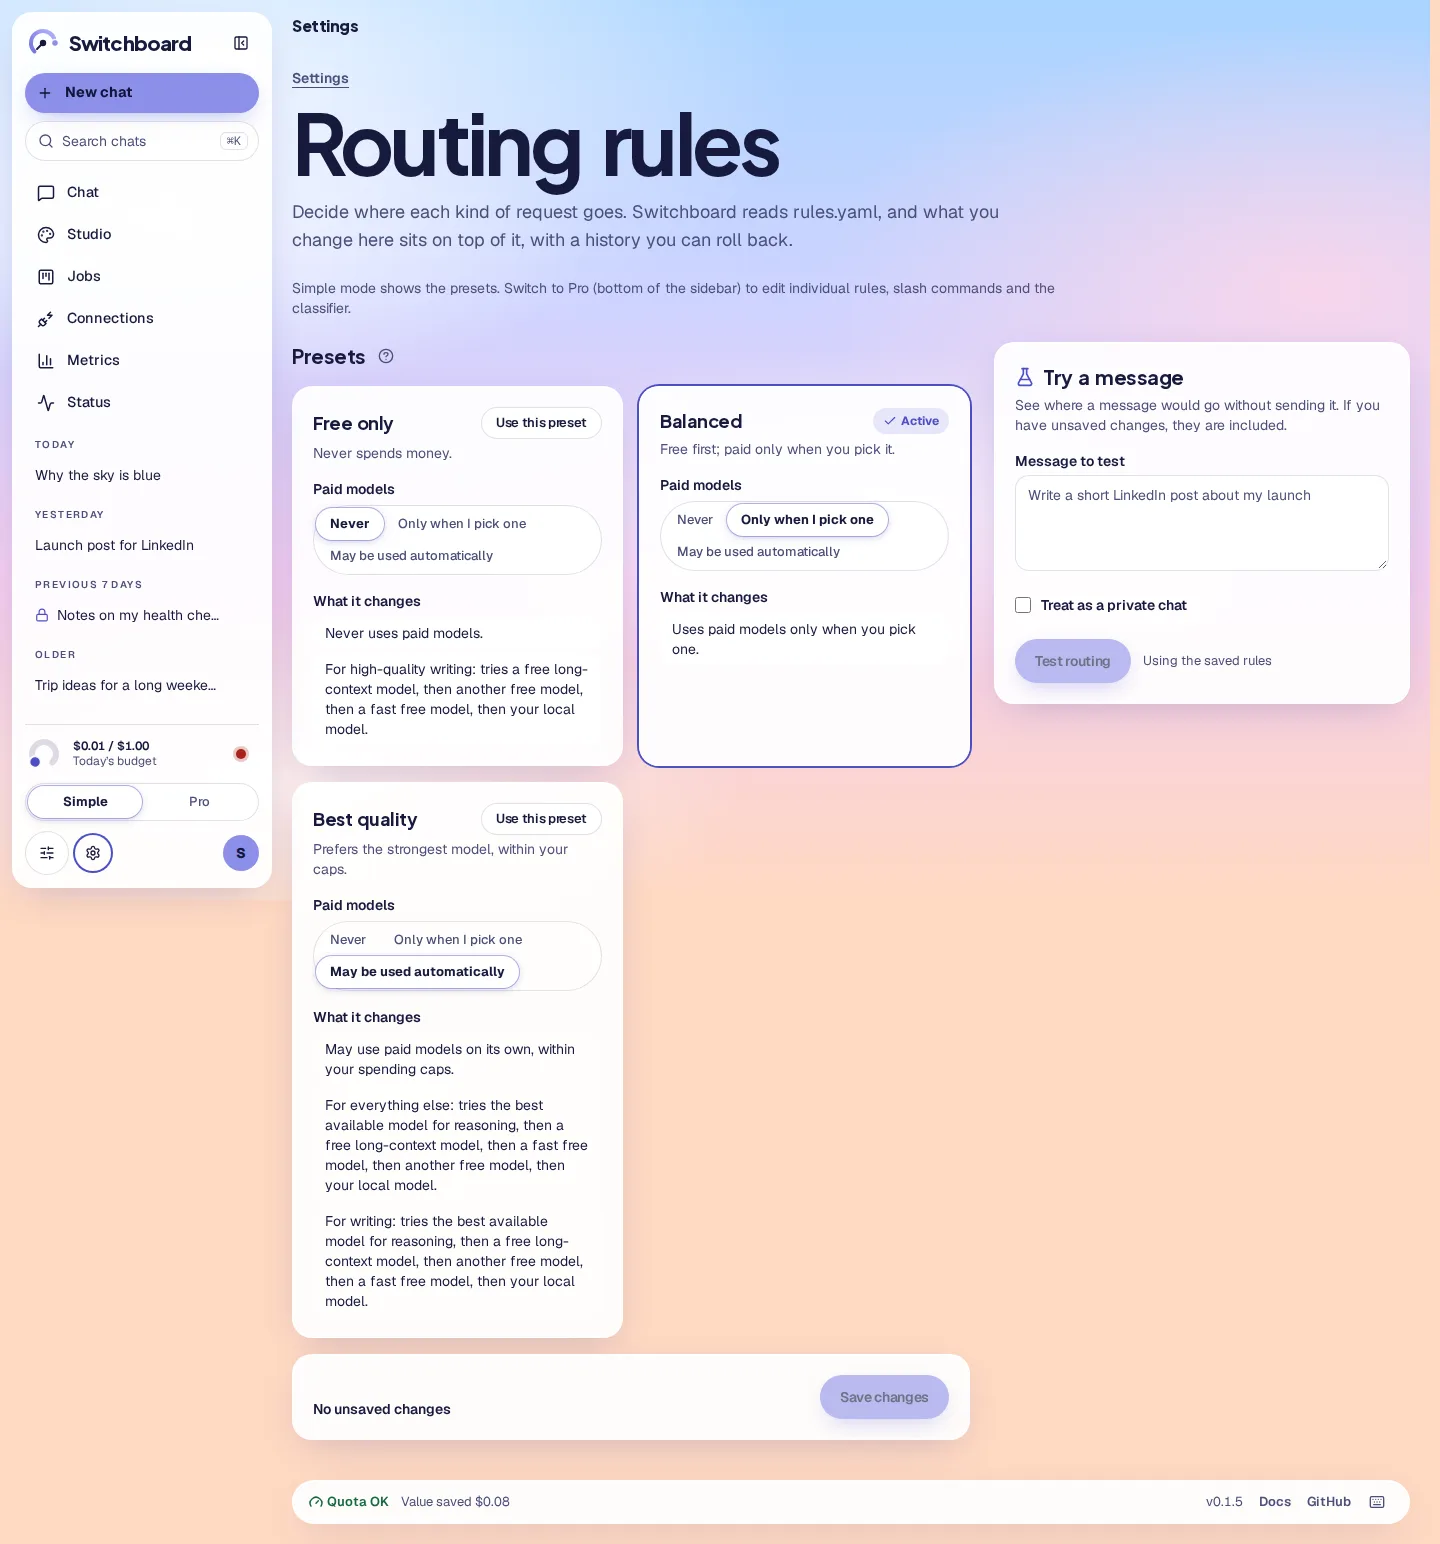 Switchboard
New chat
Search chats
⌘K
Chat
Studio
Jobs
Connections
Metrics
Status
TODAY
Why the sky is blue
YESTERDAY
Launch post for LinkedIn
PREVIOUS 7 DAYS
Notes on my health che…
OLDER
Trip ideas for a long weeke…
$0.01 / $1.00
Today's budget
Simple
Pro
S
Settings
Settings
Routing rules
Decide where each kind of request goes. Switchboard reads rules.yaml, and what you
change here sits on top of it, with a history you can roll back.
Simple mode shows the presets. Switch to Pro (bottom of the sidebar) to edit individual rules, slash commands and the
classifier.
Presets
Free only
Use this preset
Never spends money.
Paid models
Never
Only when I pick one
May be used automatically
What it changes
Never uses paid models.
For high-quality writing: tries a free long-
context model, then another free model,
then a fast free model, then your local
model.
Balanced
Active
Free first; paid only when you pick it.
Paid models
Never
Only when I pick one
May be used automatically
What it changes
Uses paid models only when you pick
one.
Best quality
Use this preset
Prefers the strongest model, within your
caps.
Paid models
Never
Only when I pick one
May be used automatically
What it changes
May use paid models on its own, within
your spending caps.
For everything else: tries the best
available model for reasoning, then a
free long-context model, then a fast free
model, then another free model, then
your local model.
For writing: tries the best available
model for reasoning, then a free long-
context model, then another free model,
then a fast free model, then your local
model.
No unsaved changes
Save changes
Try a message
See where a message would go without sending it. If you
have unsaved changes, they are included.
Message to test
Write a short LinkedIn post about my launch
Treat as a private chat
Test routing
Using the saved rules
Quota OK
Value saved $0.08
v0.1.5
Docs
GitHub